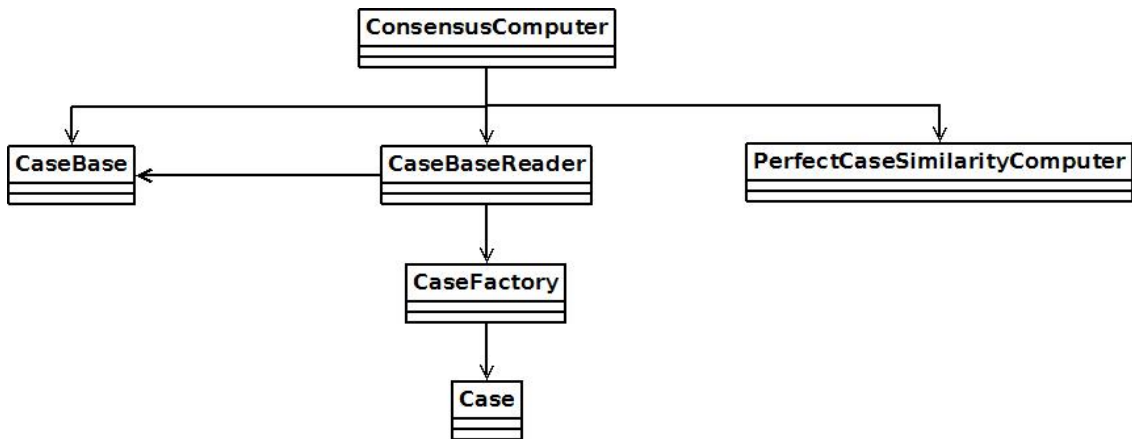 ConsensusComputer
CaseBase
CaseBaseReader
PerfectCaseSimilarityComputer
CaseFactory
Case